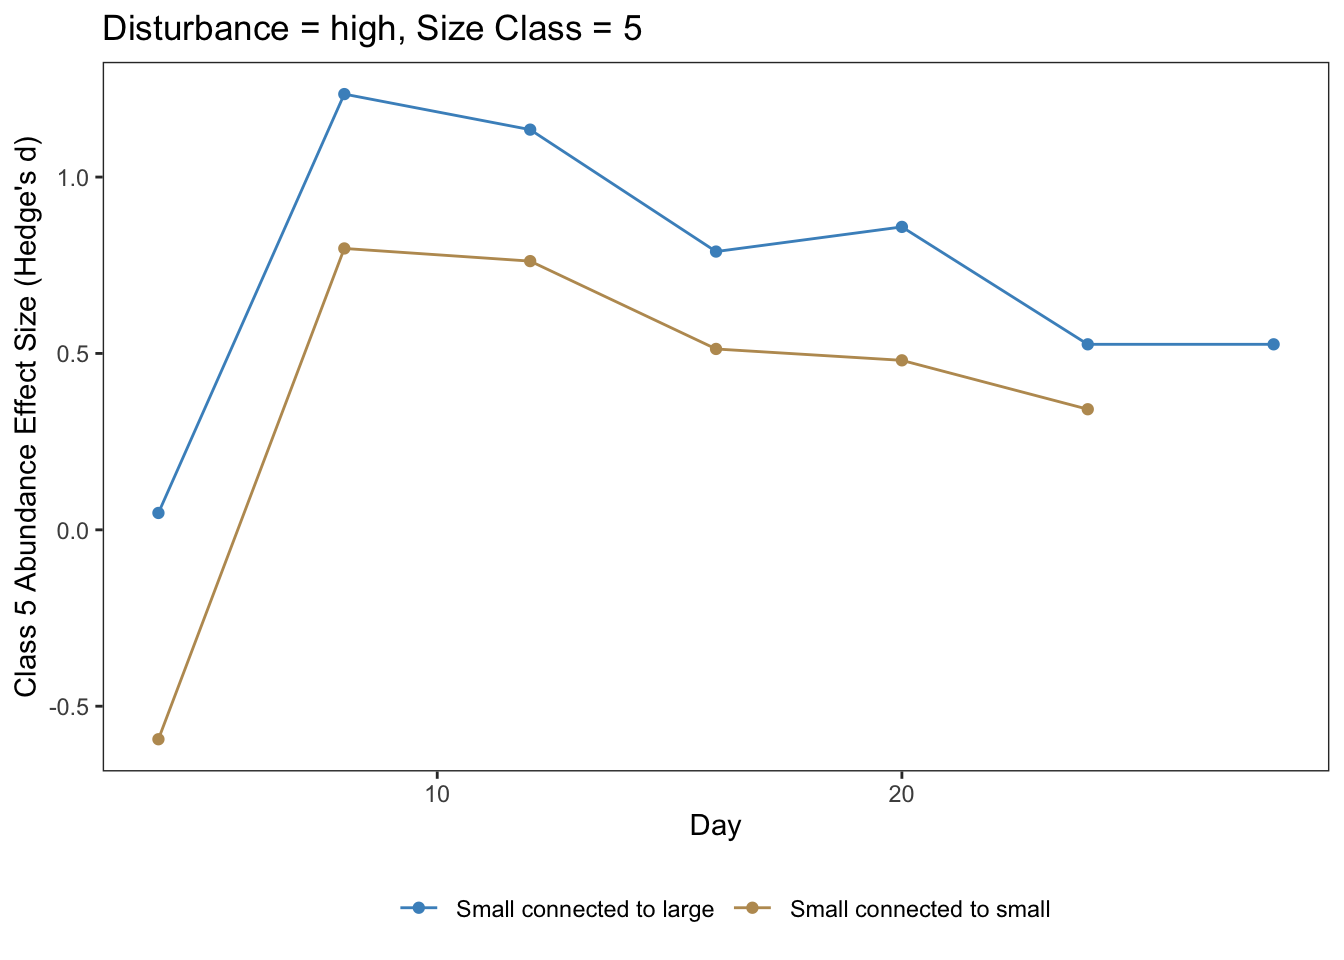 Disturbance = high, Size Class = 5
Class 5 Abundance Effect Size (Hedge's d)
1.0
0.5
0.0
-0.5
10
20
Day
Small connected to large
Small connected to small